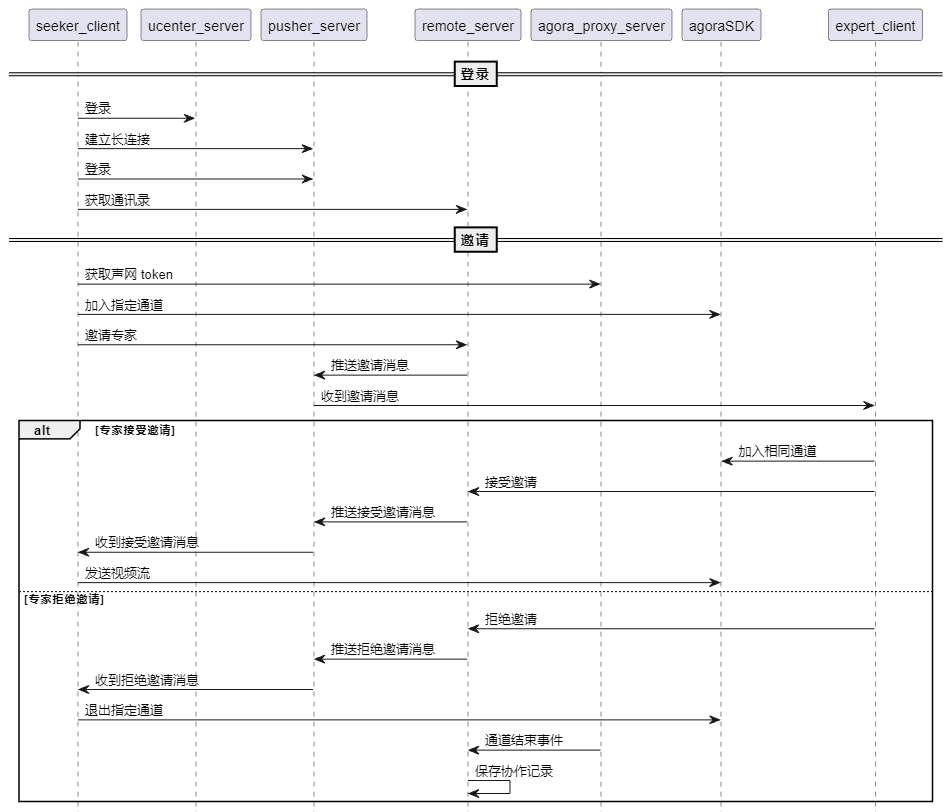 seeker_client ucenter_server pusher_server remote_server agora_proxy_server agoraSDK expert_client
登录
登录
建立长连接
登录
获取通讯录
邀请
获取声网 token
加入指定通道
邀请专家
推送邀请消息
收到邀请消息
alt [专家接受邀请]
加入相同通道
接受邀请
推送接受邀请消息
收到接受邀请消息
发送视频流
[专家拒绝邀请]
拒绝邀请
推送拒绝邀请消息
收到拒绝邀请消息
退出指定通道
通道结束事件
保存协作记录